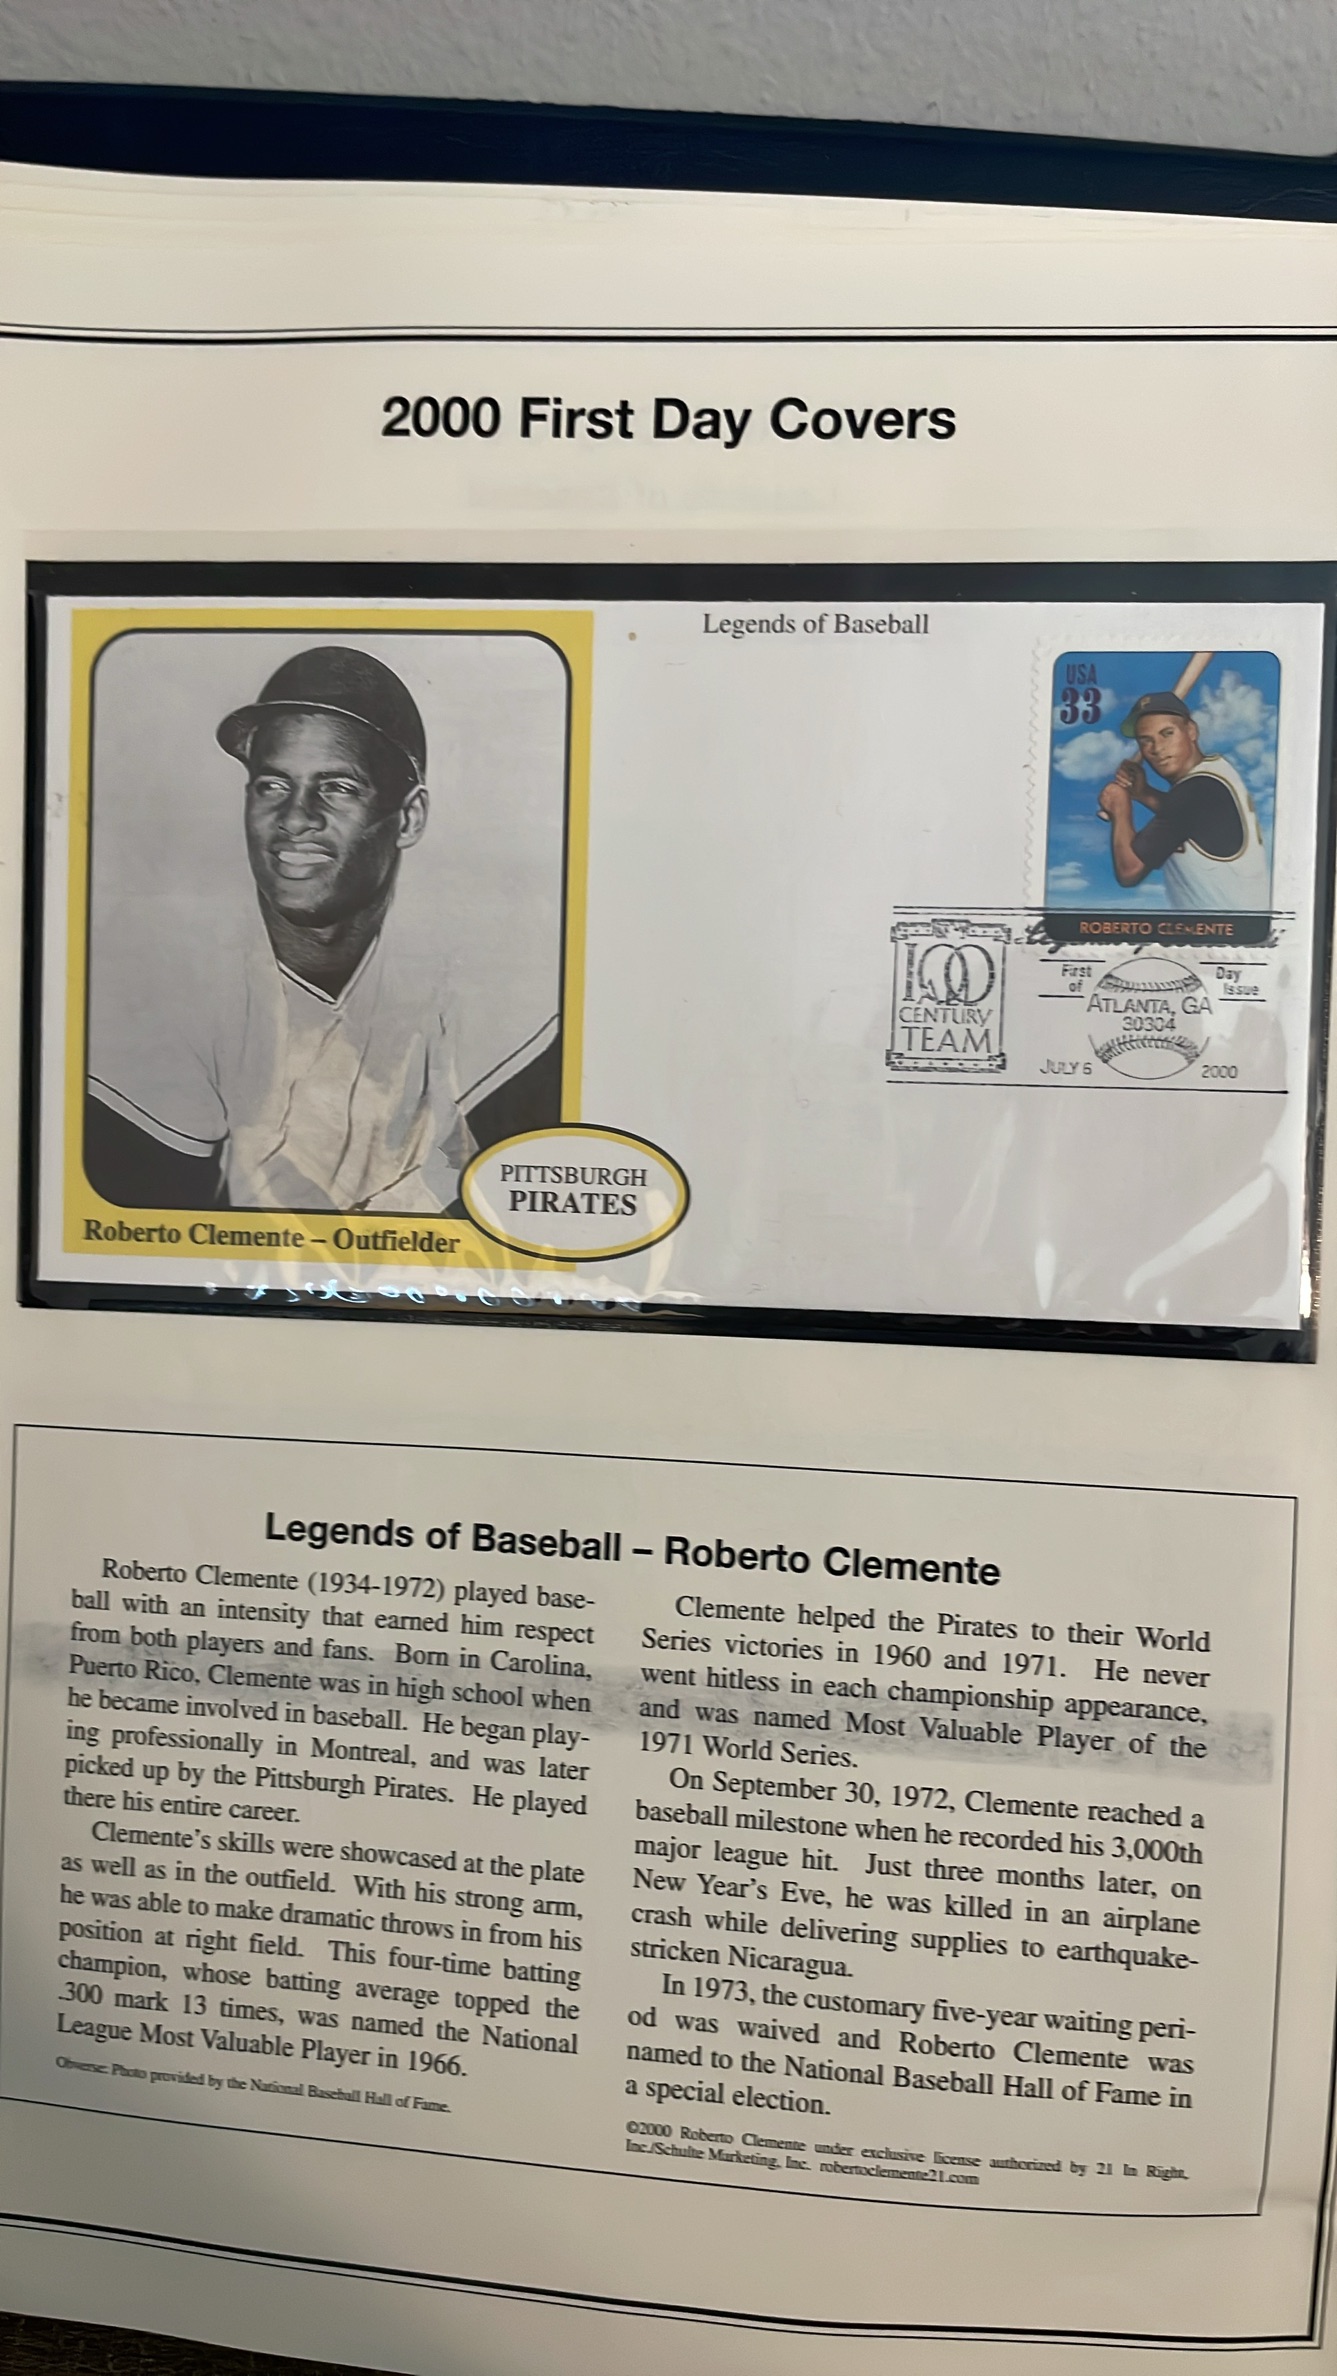 2000 First Day Covers
Legends of Baseball
USA
33
ROBERTO CLEMENTE
100
CENTURY
TEAM
First
of
Day
Issue
ATLANTA, GA
30304
JULY 6
2000
PITTSBURGH
PIRATES
Roberto Clemente – Outfielder
Legends of Baseball – Roberto Clemente
Roberto Clemente (1934-1972) played base-
ball with an intensity that earned him respect
from both players and fans. Born in Carolina,
Puerto Rico, Clemente was in high school when
he became involved in baseball. He began play-
ing professionally in Montreal, and was later
picked up by the Pittsburgh Pirates. He played
there his entire career.
Clemente's skills were showcased at the plate
as well as in the outfield. With his strong arm,
he was able to make dramatic throws in from his
position at right field. This four-time batting
champion, whose batting average topped the
.300 mark 13 times, was named the National
League Most Valuable Player in 1966.
Obverse: Photo provided by the National Baseball Hall of Fame.
Clemente helped the Pirates to their World
Series victories in 1960 and 1971. He never
went hitless in each championship appearance,
and was named Most Valuable Player of the
1971 World Series.
On September 30, 1972, Clemente reached a
baseball milestone when he recorded his 3,000th
major league hit. Just three months later, on
New Year's Eve, he was killed in an airplane
crash while delivering supplies to earthquake-
stricken Nicaragua.
In 1973, the customary five-year waiting peri-
od was waived and Roberto Clemente was
named to the National Baseball Hall of Fame in
a special election.
©2000 Roberto Clemente under exclusive license authorized by 21 In Right,
Inc./Schulte Marketing, Inc. robertoclemente21.com